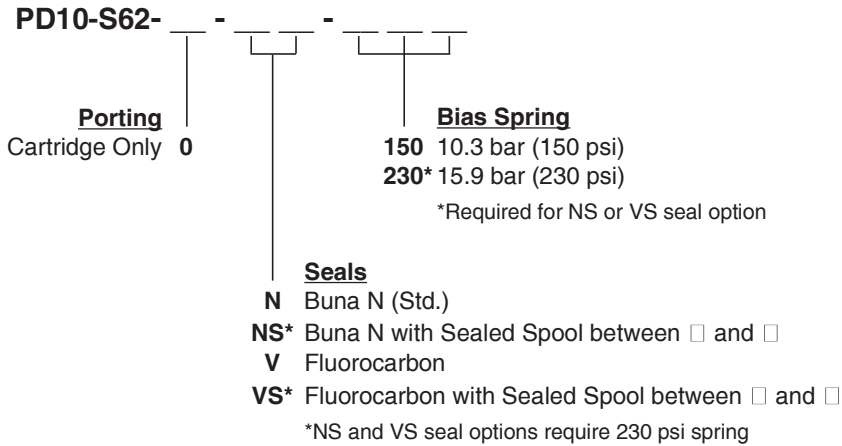 PD10-S62- __ - __ __ - __ __ __
Porting
Cartridge Only 0
Bias Spring
150 10.3 bar (150 psi)
230* 15.9 bar (230 psi)
*Required for NS or VS seal option
Seals
N Buna N (Std.)
NS* Buna N with Sealed Spool between □ and □
V Fluorocarbon
VS* Fluorocarbon with Sealed Spool between □ and □
*NS and VS seal options require 230 psi spring